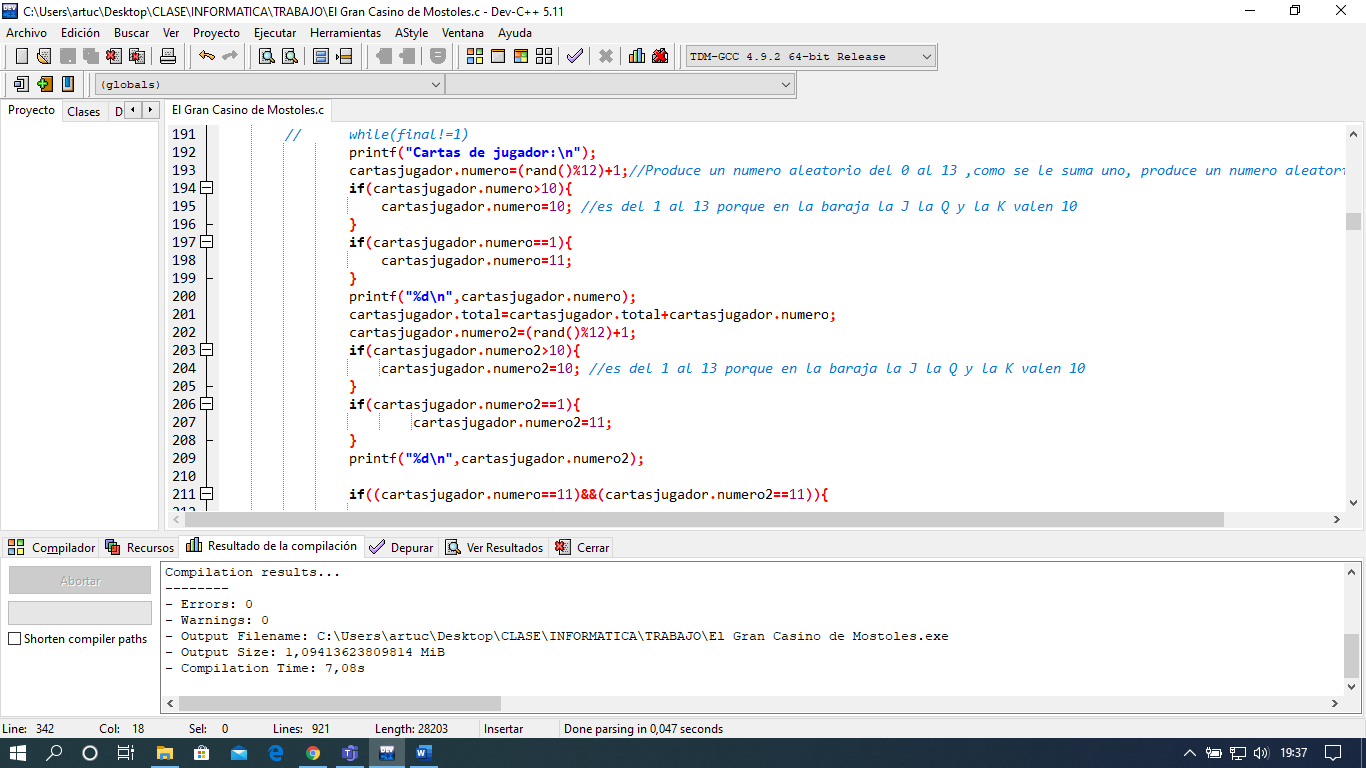 C:\Users\artuc\Desktop\CLASE\INFORMATICA\TRABAJO\El Gran Casino de Mostoles.c - Dev-C++ 5.11
Archivo Edición Buscar Ver Proyecto Ejecutar Herramientas AStyle Ventana Ayuda
TDM-GCC 4.9.2 64-bit Release
(globals)
Proyecto Clases D
El Gran Casino de Mostoles.c
191 // while(final!=1)
192 printf("Cartas de jugador:\n");
193 cartasjugador.numero=(rand()%12)+1;//Produce un numero aleatorio del 0 al 13 ,como se le suma uno, produce un numero aleatori
194 if(cartasjugador.numero>10){
195 cartasjugador.numero=10; //es del 1 al 13 porque en la baraja la J la Q y la K valen 10
196 }
197 if(cartasjugador.numero==1){
198 cartasjugador.numero=11;
199 }
200 printf("%d\n",cartasjugador.numero);
201 cartasjugador.total=cartasjugador.total+cartasjugador.numero;
202 cartasjugador.numero2=(rand()%12)+1;
203 if(cartasjugador.numero2>10){
204 cartasjugador.numero2=10; //es del 1 al 13 porque en la baraja la J la Q y la K valen 10
205 }
206 if(cartasjugador.numero2==1){
207 cartasjugador.numero2=11;
208 }
209 printf("%d\n",cartasjugador.numero2);
210
211 if((cartasjugador.numero==11)&&(cartasjugador.numero2==11)){
Compilador Recursos Resultado de la compilación Depurar Ver Resultados Cerrar
Abortar
Shorten compiler paths
Compilation results...
--------
- Errors: 0
- Warnings: 0
- Output Filename: C:\Users\artuc\Desktop\CLASE\INFORMATICA\TRABAJO\El Gran Casino de Mostoles.exe
- Output Size: 1,09413623809814 MiB
- Compilation Time: 7,08s
Line: 342 Col: 18 Sel: 0 Lines: 921 Length: 28203 Insertar Done parsing in 0,047 seconds
19:37